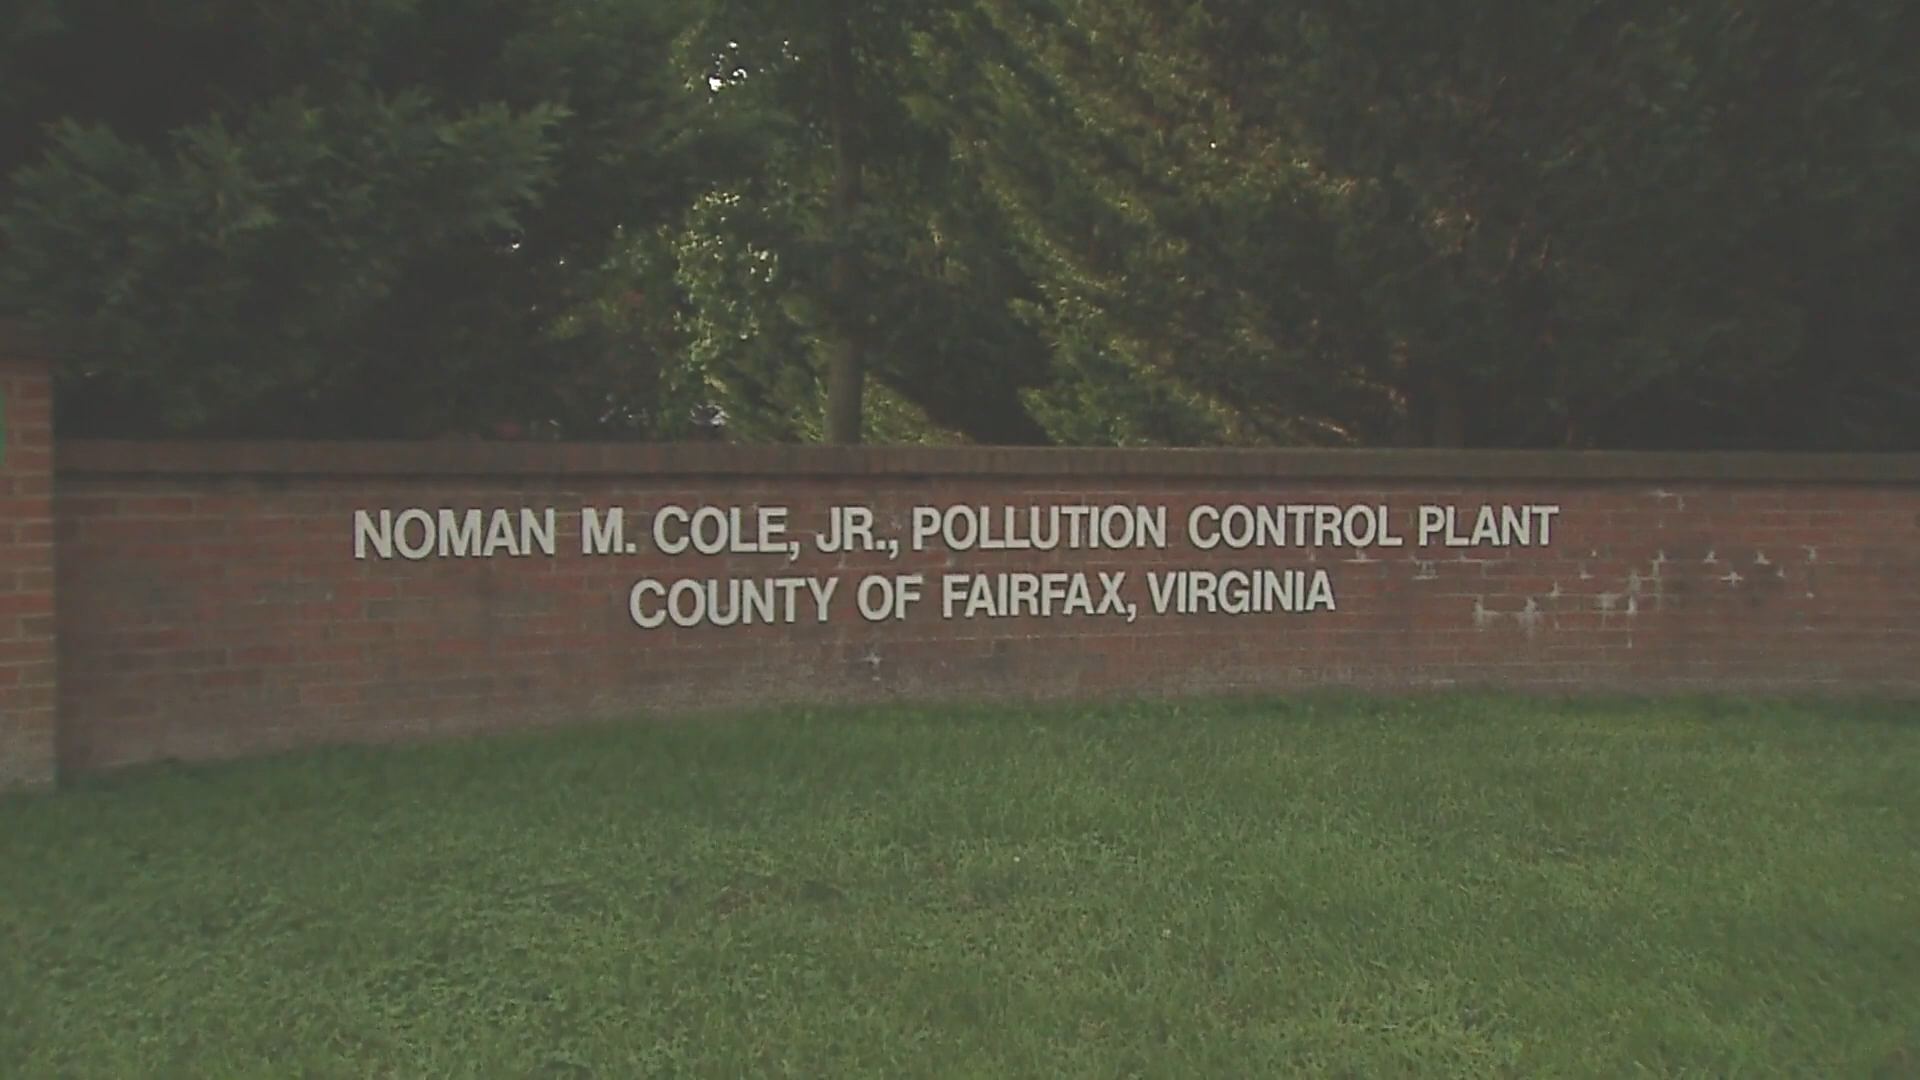 NOMAN M. COLE, JR., POLLUTION CONTROL PLANT
COUNTY OF FAIRFAX, VIRGINIA